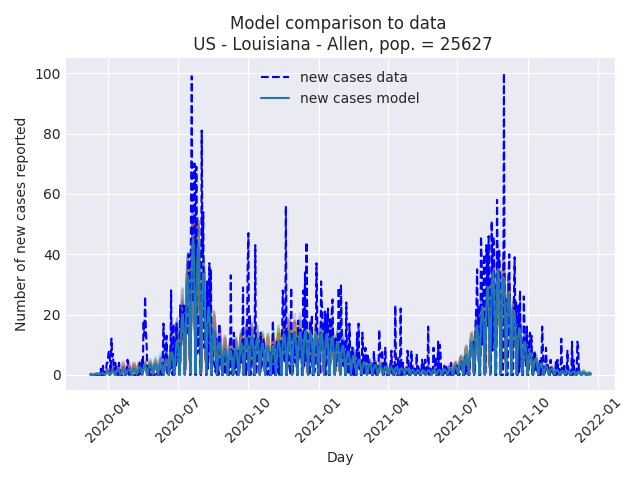 Model comparison to data
US - Louisiana - Allen, pop. = 25627
new cases data
new cases model
Number of new cases reported
100
80
60
40
20
0
2020-04
2020-07
2020-10
2021-01
2021-04
2021-07
2021-10
2022-01
Day